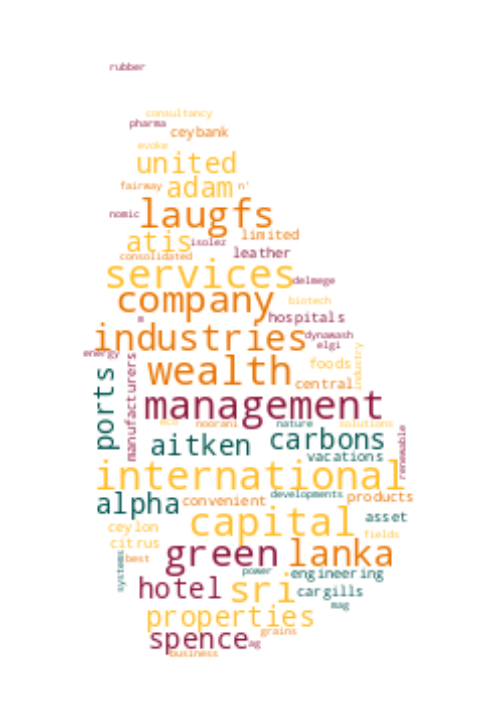 rubber
consultancy
pharma
ceybank
evoke
united
fairway adam n'
nomic laugfs
limited
atis isolez
consolidated leather
services delmege
company biotech
m hospitals
industries dynawash
elgi
energy wealth foods
industry
central
ports
manufacturers
management
eco noorani nature solutions
aitken carbons
vacations
renewable
international
alpha convenient developments products
capital asset
ceylon
fields
citrus
green lanka
best
systems
power engineering
hotel sri cargills
mag
properties
grains
spence ag
business